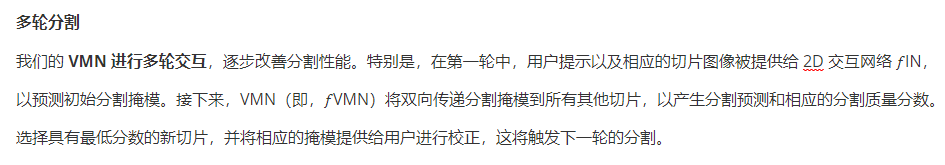 多轮分割
我们的 VMN 进行多轮交互，逐步改善分割性能。特别是，在第一轮中，用户提示以及相应的切片图像被提供给 2D 交互网络 ƒIN，
以预测初始分割掩模。接下来，VMN（即，ƒVMN）将双向传递分割掩模到所有其他切片，以产生分割预测和相应的分割质量分数。
选择具有最低分数的新切片，并将相应的掩模提供给用户进行校正，这将触发下一轮的分割。